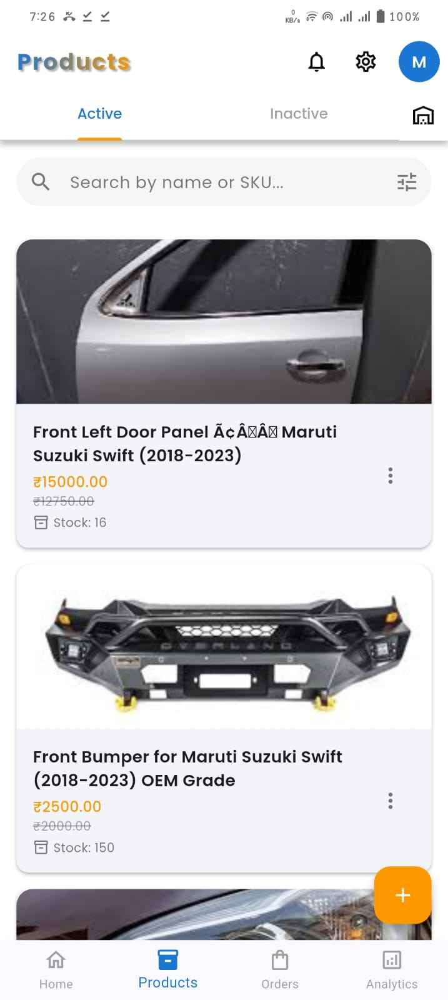 7:26
0
KB/s
100%
Products
M
Active
Inactive
Search by name or SKU...
Front Left Door Panel Ã¢Â￾Â￾ Maruti
Suzuki Swift (2018-2023)
₹15000.00
₹12750.00
Stock: 16
OVERLAND
Front Bumper for Maruti Suzuki Swift
(2018-2023) OEM Grade
₹2500.00
₹2000.00
Stock: 150
+
Home
Products
Orders
Analytics